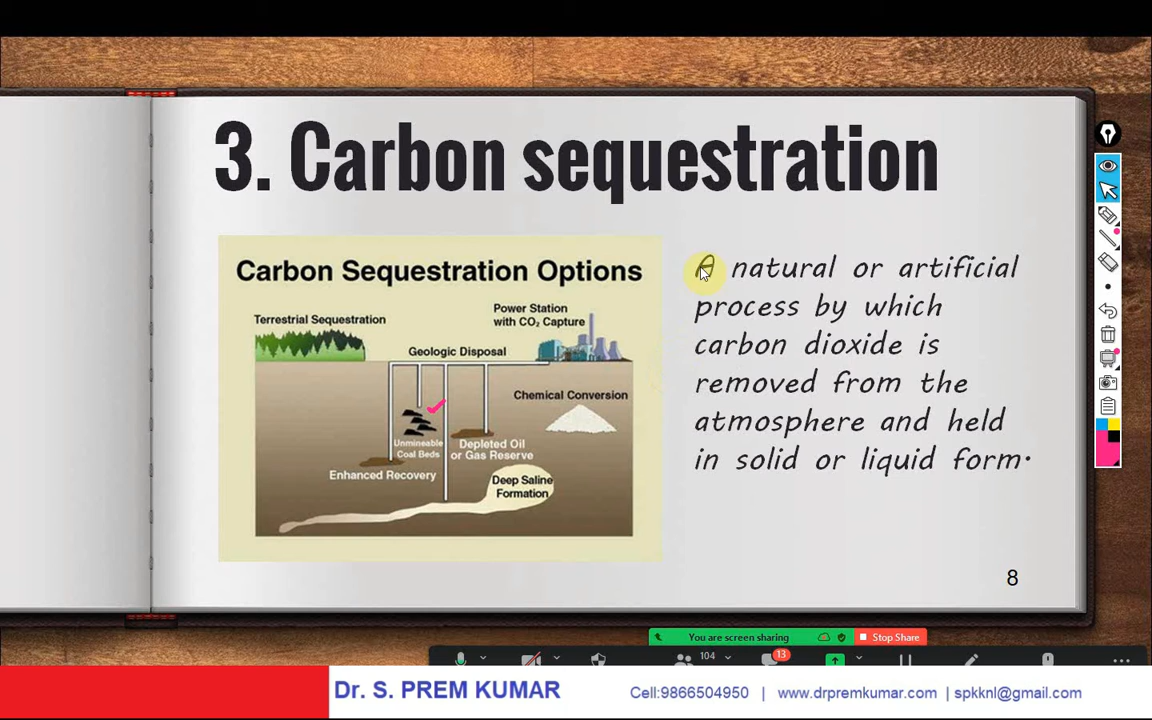 3. Carbon sequestration
Carbon Sequestration Options
Terrestrial Sequestration
Power Station
with CO₂ Capture
Geologic Disposal
Chemical Conversion
Unmineable
Coal Beds
Depleted Oil
or Gas Reserve
Enhanced Recovery
Deep Saline
Formation
A natural or artificial
process by which
carbon dioxide is
removed from the
atmosphere and held
in solid or liquid form.
8
You are screen sharing
Stop Share
104
13
Dr. S. PREM KUMAR
Cell:9866504950 | www.drpremkumar.com | spkknl@gmail.com